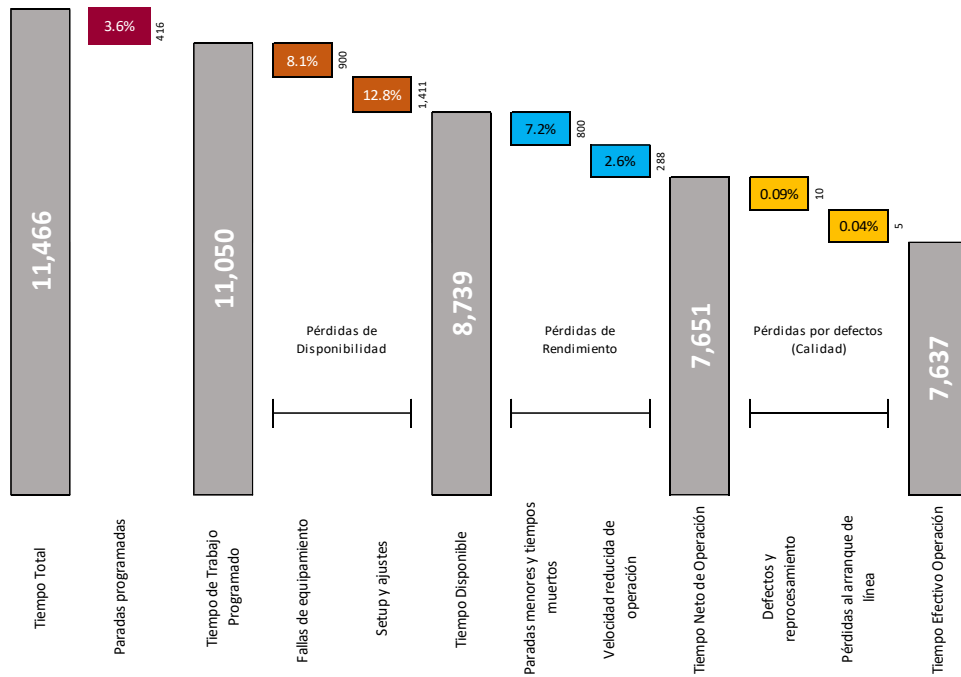 3.6%
416
8.1%
900
12.8%
1,411
7.2%
800
2.6%
288
0.09%
10
0.04%
5
11,466
11,050
8,739
7,651
7,637
Pérdidas de
Disponibilidad
Pérdidas de
Rendimiento
Pérdidas por defectos
(Calidad)
Tiempo Total
Paradas programadas
Tiempo de Trabajo
Programado
Fallas de equipamiento
Setup y ajustes
Tiempo Disponible
Paradas menores y tiempos
muertos
Velocidad reducida de
operación
Tiempo Neto de Operación
Defectos y
reprocesamiento
Pérdidas al arranque de
línea
Tiempo Efectivo Operación